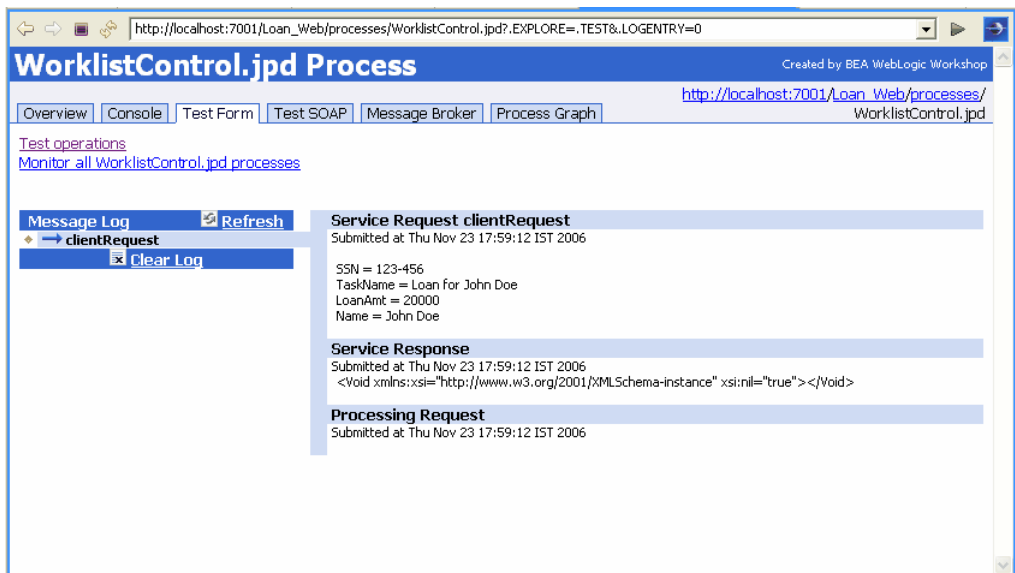 http://localhost:7001/Loan_Web/processes/WorklistControl.jpd?.EXPLORE=.TEST&.LOGENTRY=0
WorklistControl.jpd Process
Created by BEA WebLogic Workshop
http://localhost:7001/Loan_Web/processes/
WorklistControl.jpd
Overview Console Test Form Test SOAP Message Broker Process Graph
Test operations
Monitor all WorklistControl.jpd processes
Message Log Refresh
clientRequest
Clear Log
Service Request clientRequest
Submitted at Thu Nov 23 17:59:12 IST 2006
SSN = 123-456
TaskName = Loan for John Doe
LoanAmt = 20000
Name = John Doe
Service Response
Submitted at Thu Nov 23 17:59:12 IST 2006
<Void xmlns:xsi="http://www.w3.org/2001/XMLSchema-instance" xsi:nil="true"></Void>
Processing Request
Submitted at Thu Nov 23 17:59:12 IST 2006